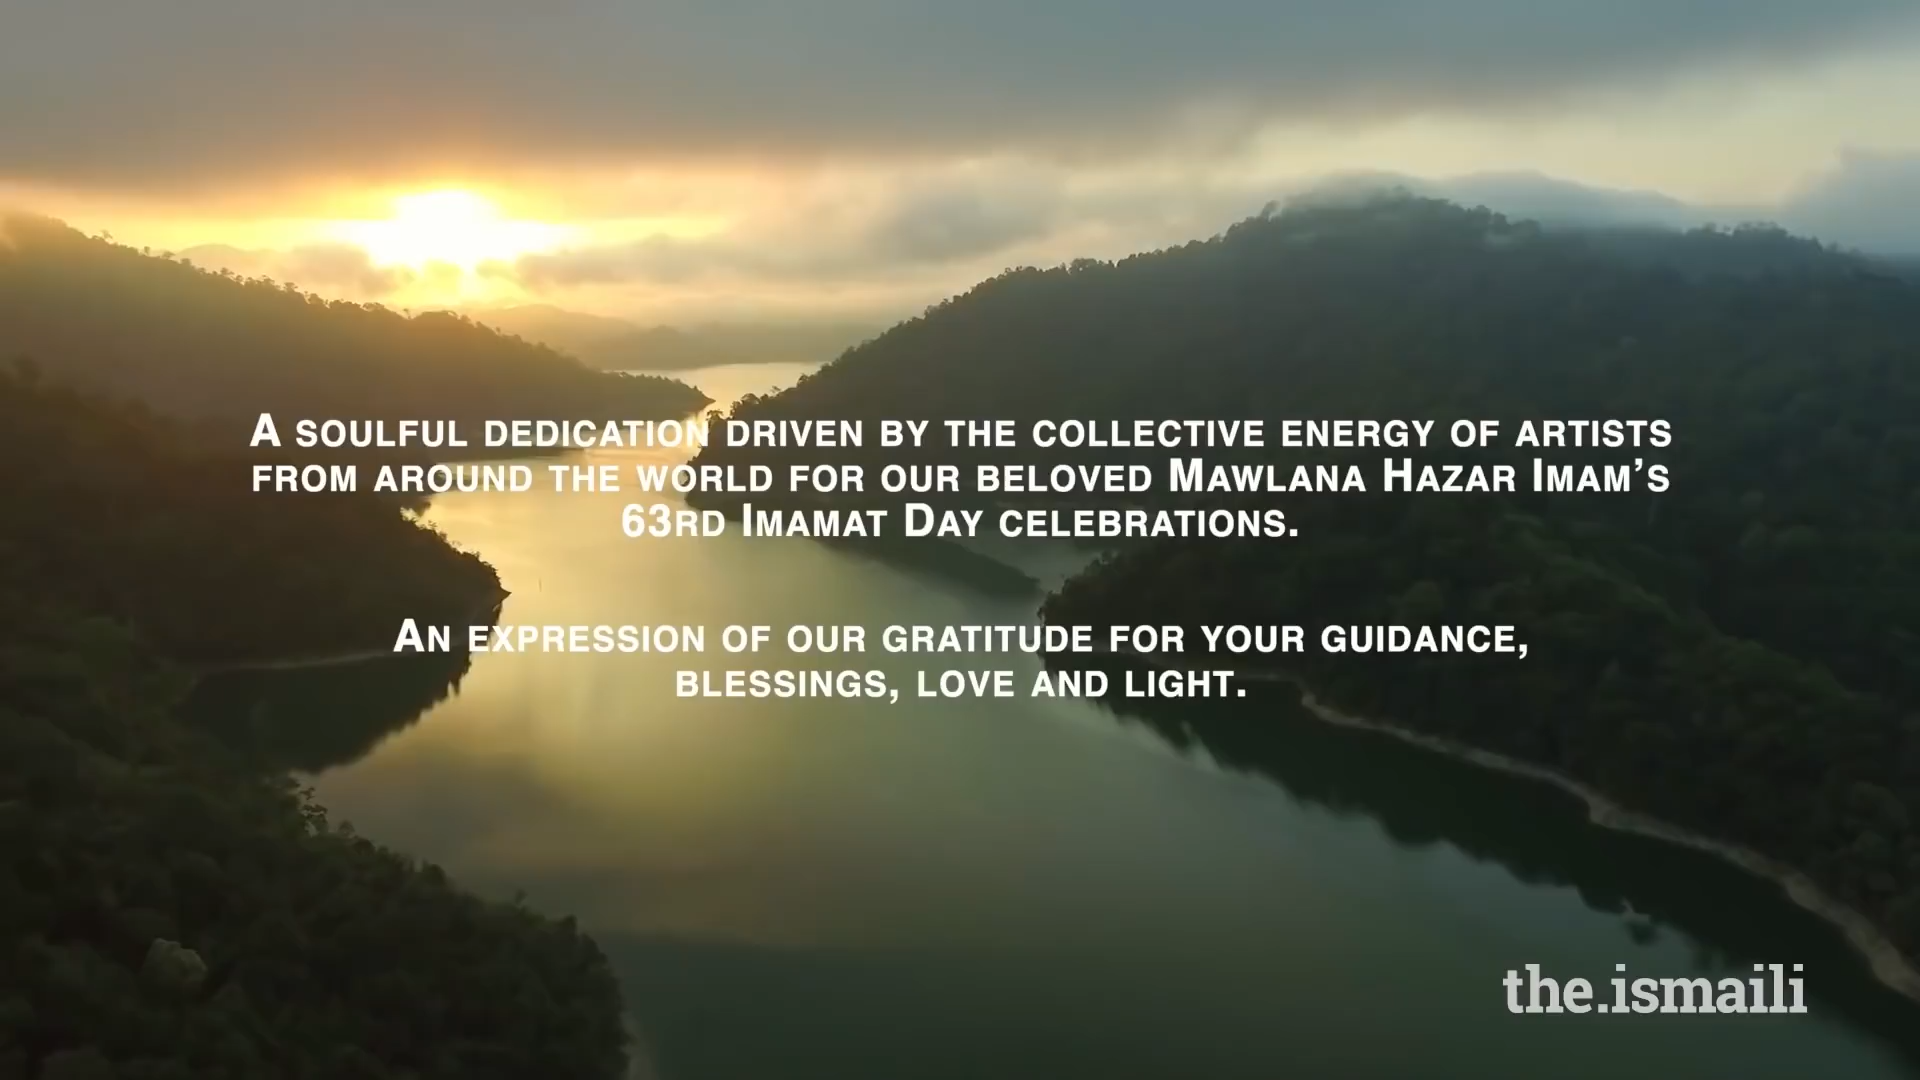 A SOULFUL DEDICATION DRIVEN BY THE COLLECTIVE ENERGY OF ARTISTS
FROM AROUND THE WORLD FOR OUR BELOVED MAWLANA HAZAR IMAM’S
63RD IMAMAT DAY CELEBRATIONS.
AN EXPRESSION OF OUR GRATITUDE FOR YOUR GUIDANCE,
BLESSINGS, LOVE AND LIGHT.
the.ismaili